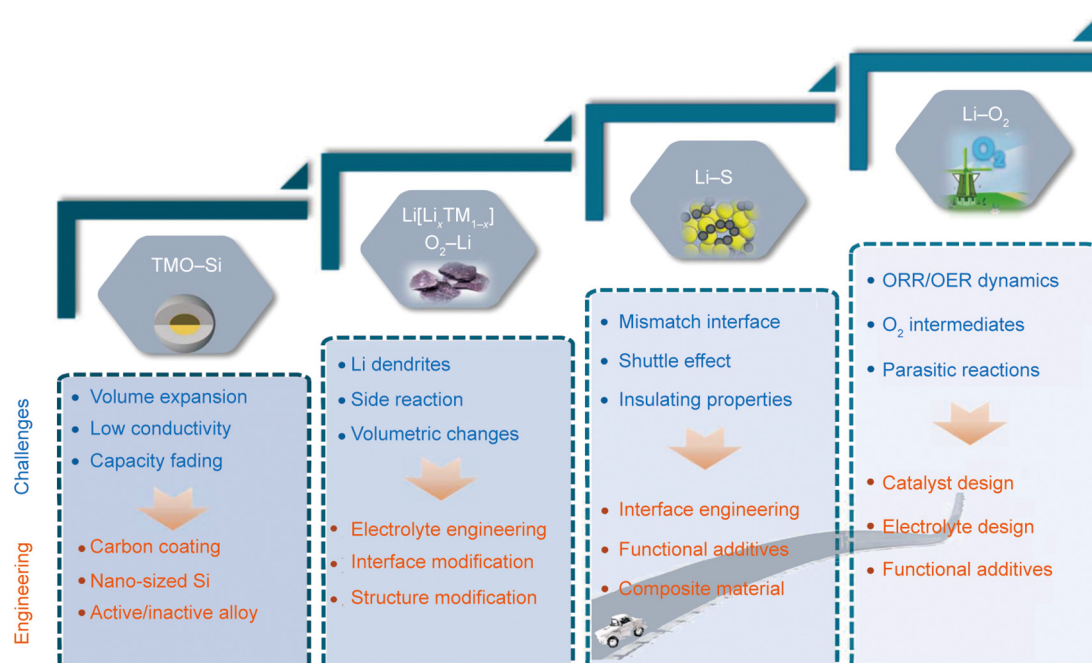 TMO–Si
Challenges
• Volume expansion
• Low conductivity
• Capacity fading
Engineering
• Carbon coating
• Nano-sized Si
• Active/inactive alloy
Li[LiₓTM₁₋ₓ]
O₂–Li
• Li dendrites
• Side reaction
• Volumetric changes
• Electrolyte engineering
• Interface modification
• Structure modification
Li–S
• Mismatch interface
• Shuttle effect
• Insulating properties
• Interface engineering
• Functional additives
• Composite material
Li–O₂
O₂
• ORR/OER dynamics
• O₂ intermediates
• Parasitic reactions
• Catalyst design
• Electrolyte design
• Functional additives